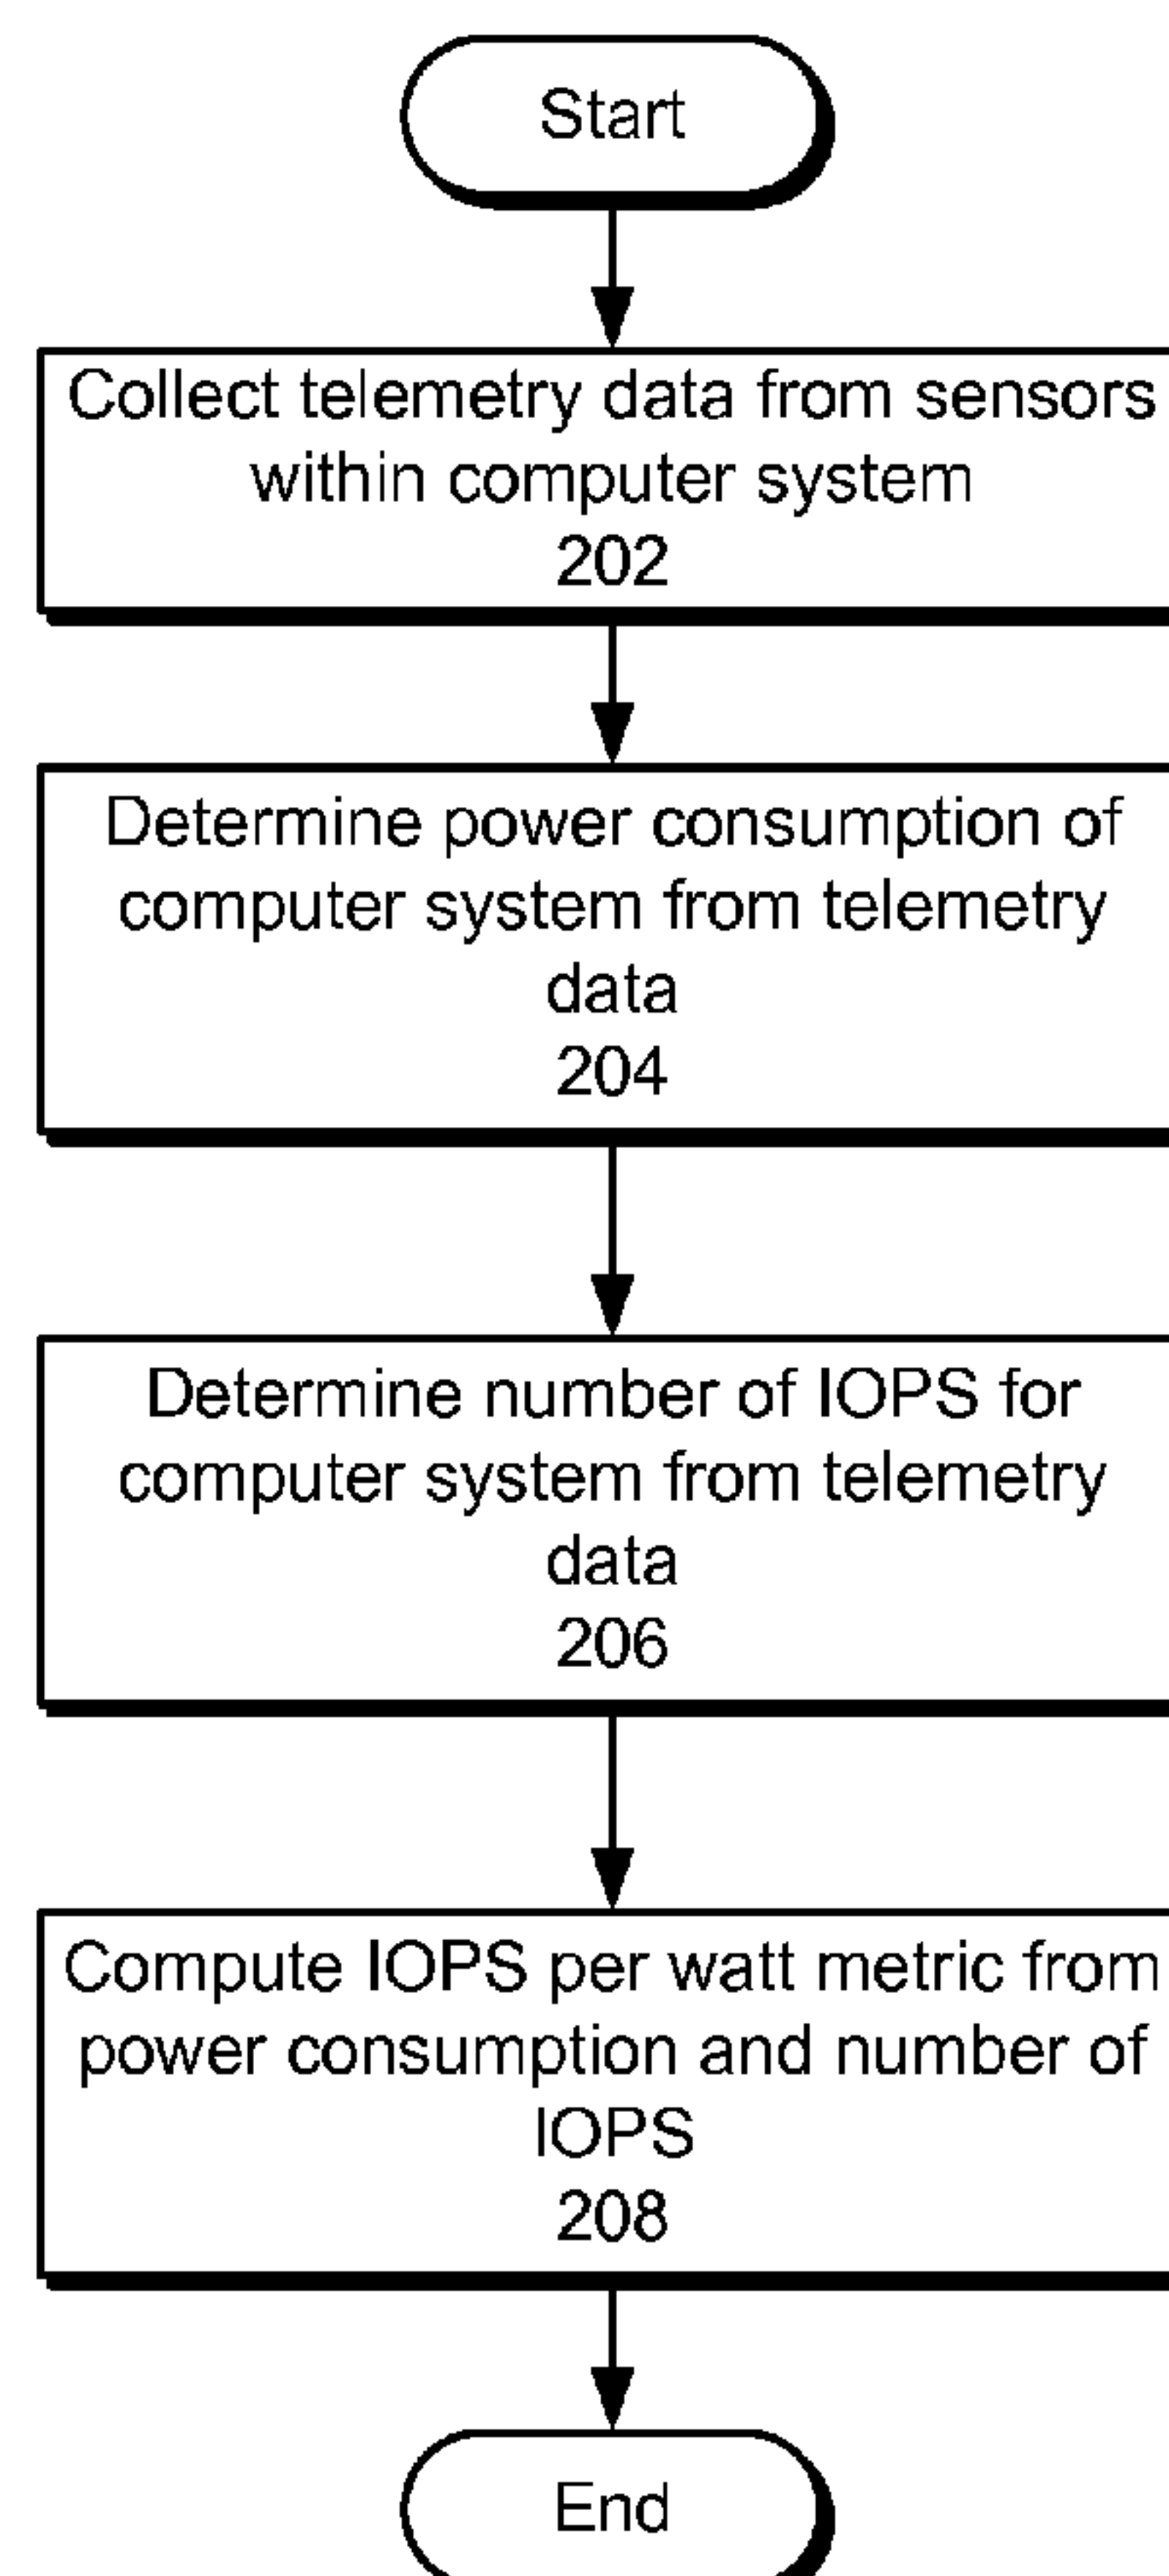 Start
Collect telemetry data from sensors
within computer system
202
Determine power consumption of
computer system from telemetry
data
204
Determine number of IOPS for
computer system from telemetry
data
206
Compute IOPS per watt metric from
power consumption and number of
IOPS
208
End